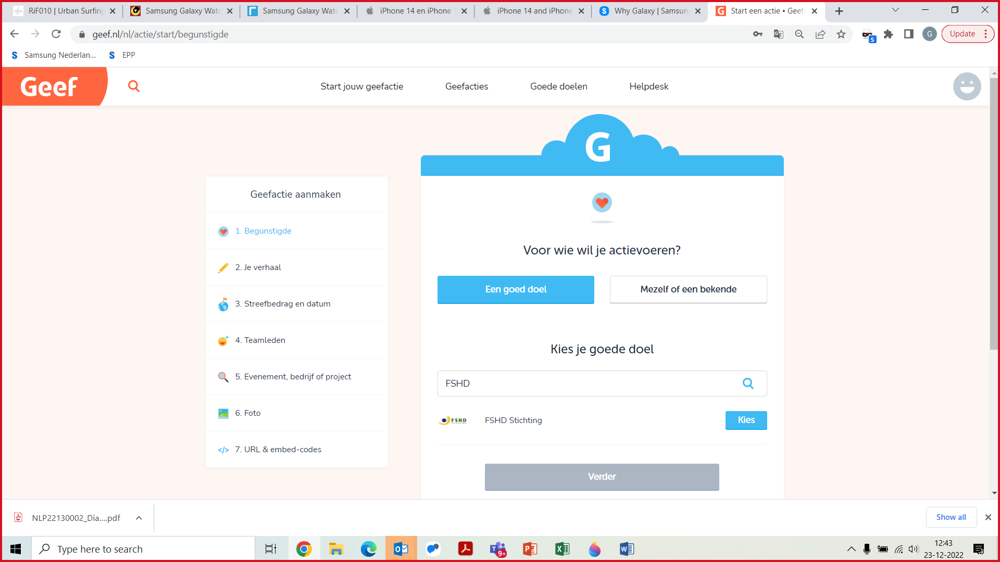 RiF010 | Urban Surfing
Samsung Galaxy Watc
Samsung Galaxy Watc
iPhone 14 en iPhone 1
iPhone 14 and iPhone
Why Galaxy | Samsung
Start een actie • Geef.
geef.nl/nl/actie/start/begunstigde
G
Update
Samsung Nederlan...
EPP
Geef
Start jouw geefactie
Geefacties
Goede doelen
Helpdesk
G
Geefactie aanmaken
1. Begunstigde
2. Je verhaal
3. Streefbedrag en datum
4. Teamleden
5. Evenement, bedrijf of project
6. Foto
7. URL & embed-codes
Voor wie wil je actievoeren?
Een goed doel
Mezelf of een bekende
Kies je goede doel
FSHD
FSHD
STICHTING
FSHD Stichting
Kies
Verder
NLP22130002_Dia....pdf
Show all
Type here to search
9+
12:43
23-12-2022